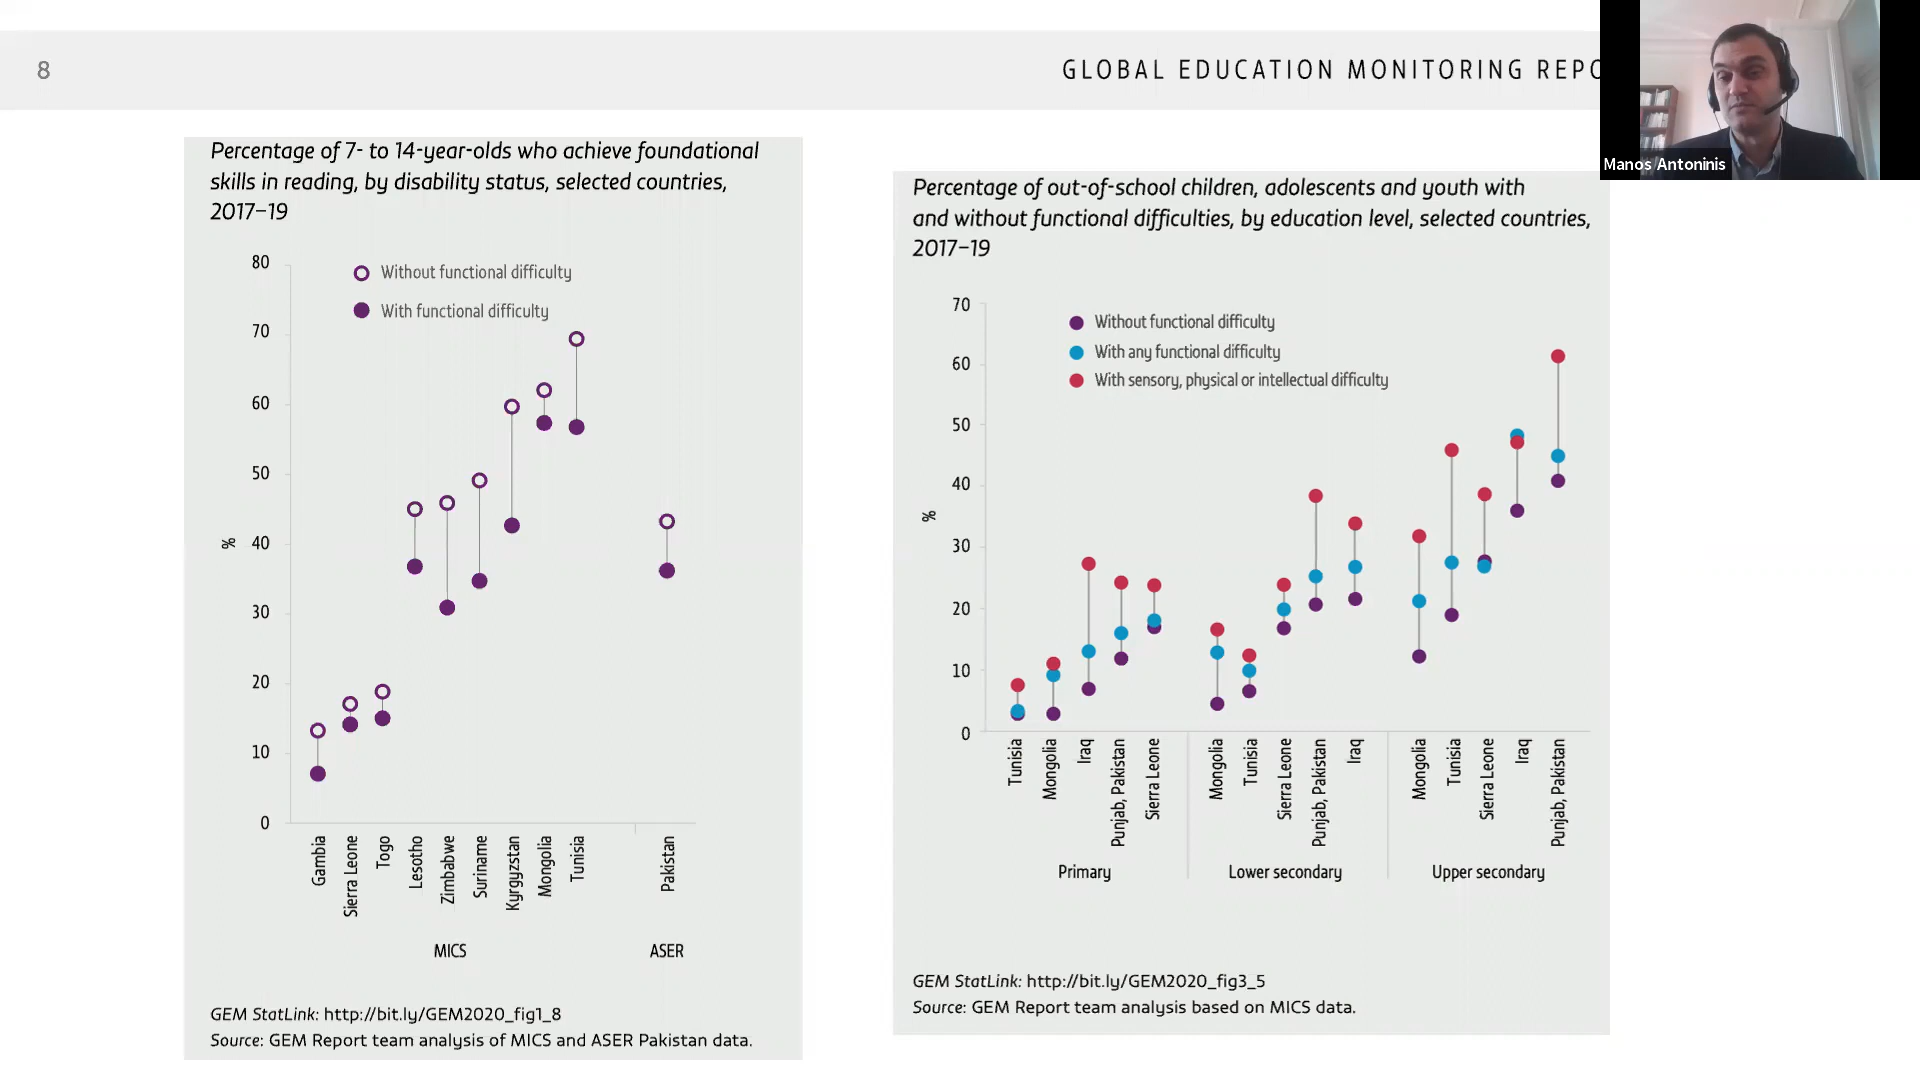 8
GLOBAL EDUCATION MONITORING REPO
Manos Antoninis
Percentage of 7- to 14-year-olds who achieve foundational
skills in reading, by disability status, selected countries,
2017–19
80
70
60
50
40
30
20
10
0
%
Without functional difficulty
With functional difficulty
Gambia
Sierra Leone
Togo
Lesotho
Zimbabwe
Suriname
Kyrgyzstan
Mongolia
Tunisia
Pakistan
MICS
ASER
GEM StatLink: http://bit.ly/GEM2020_fig1_8
Source: GEM Report team analysis of MICS and ASER Pakistan data.
Percentage of out-of-school children, adolescents and youth with
and without functional difficulties, by education level, selected countries,
2017–19
70
60
50
40
30
20
10
0
%
Without functional difficulty
With any functional difficulty
With sensory, physical or intellectual difficulty
Tunisia
Mongolia
Iraq
Punjab, Pakistan
Sierra Leone
Mongolia
Tunisia
Sierra Leone
Punjab, Pakistan
Iraq
Mongolia
Tunisia
Sierra Leone
Iraq
Punjab, Pakistan
Primary
Lower secondary
Upper secondary
GEM StatLink: http://bit.ly/GEM2020_fig3_5
Source: GEM Report team analysis based on MICS data.